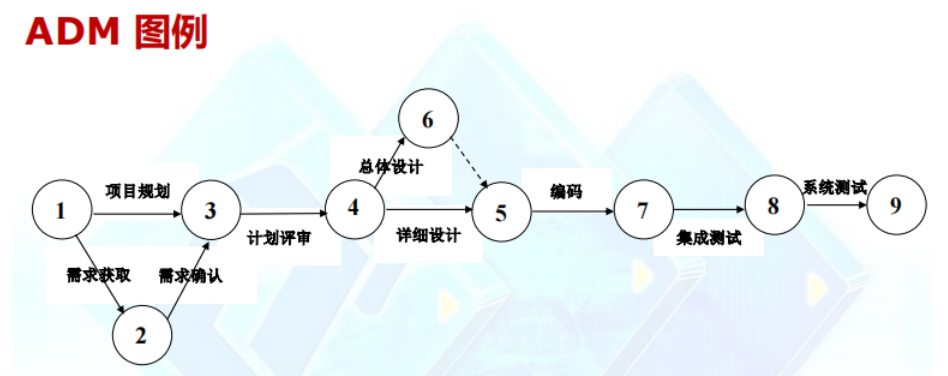 ADM 图例
6
总体设计
1
项目规划
3
计划评审
4
详细设计
5
编码
7
集成测试
8
系统测试
9
需求获取
需求确认
2